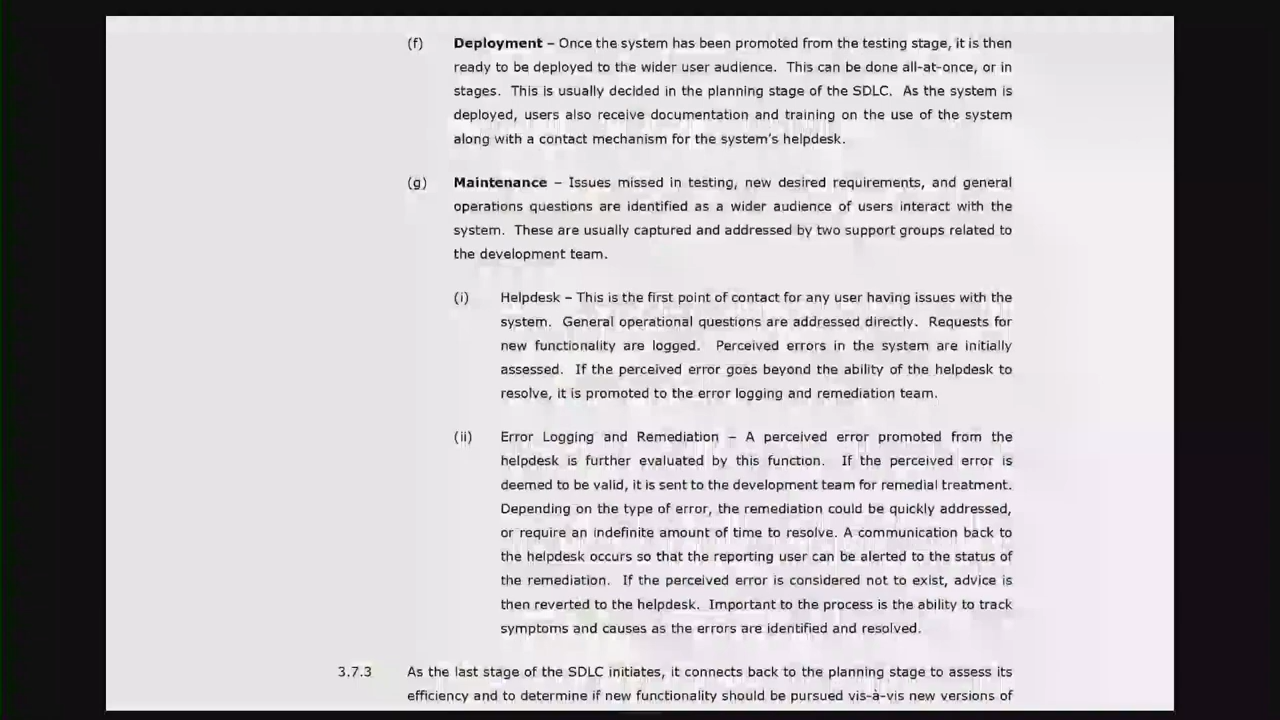 (f) Deployment – Once the system has been promoted from the testing stage, it is then
ready to be deployed to the wider user audience. This can be done all-at-once, or in
stages. This is usually decided in the planning stage of the SDLC. As the system is
deployed, users also receive documentation and training on the use of the system
along with a contact mechanism for the system's helpdesk.
(g) Maintenance – Issues missed in testing, new desired requirements, and general
operations questions are identified as a wider audience of users interact with the
system. These are usually captured and addressed by two support groups related to
the development team.
(i) Helpdesk – This is the first point of contact for any user having issues with the
system. General operational questions are addressed directly. Requests for
new functionality are logged. Perceived errors in the system are initially
assessed. If the perceived error goes beyond the ability of the helpdesk to
resolve, it is promoted to the error logging and remediation team.
(ii) Error Logging and Remediation – A perceived error promoted from the
helpdesk is further evaluated by this function. If the perceived error is
deemed to be valid, it is sent to the development team for remedial treatment.
Depending on the type of error, the remediation could be quickly addressed,
or require an indefinite amount of time to resolve. A communication back to
the helpdesk occurs so that the reporting user can be alerted to the status of
the remediation. If the perceived error is considered not to exist, advice is
then reverted to the helpdesk. Important to the process is the ability to track
symptoms and causes as the errors are identified and resolved.
3.7.3 As the last stage of the SDLC initiates, it connects back to the planning stage to assess its
efficiency and to determine if new functionality should be pursued vis-à-vis new versions of